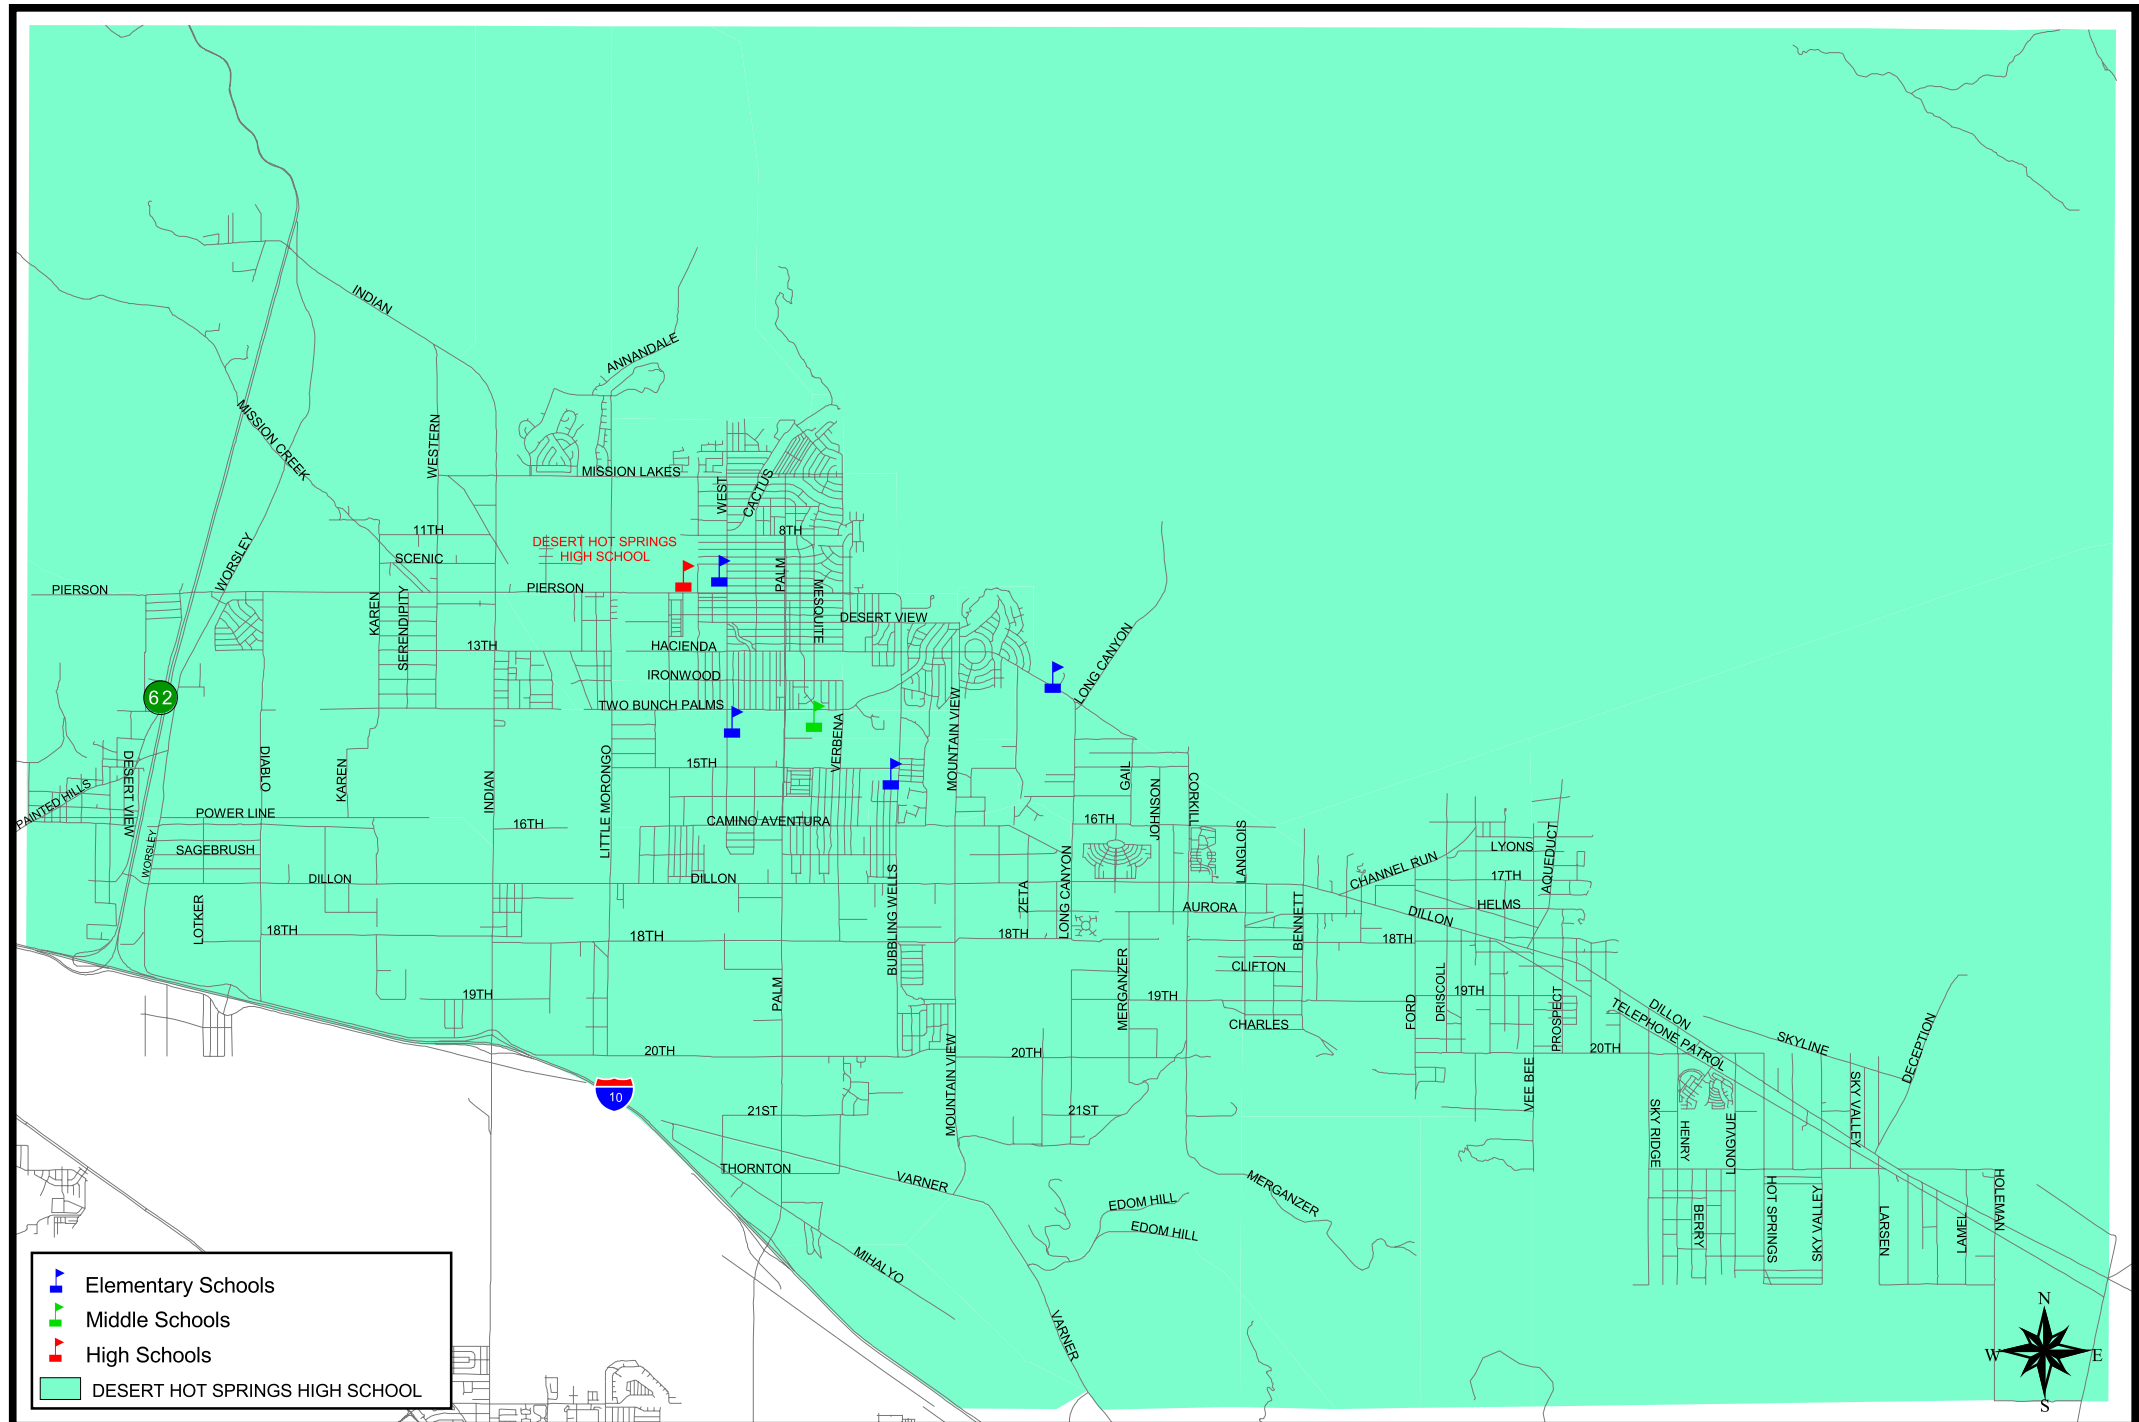 INDIAN
ANNANDALE
MISSION CREEK
WESTERN
MISSION LAKES
WEST
CACTUS
11TH
8TH
DESERT HOT SPRINGS
HIGH SCHOOL
SCENIC
WORSLEY
PIERSON
PIERSON
PALM
KAREN
SERENDIPITY
MESQUITE
DESERT VIEW
13TH
HACIENDA
LONG CANYON
IRONWOOD
62
TWO BUNCH PALMS
MOUNTAIN VIEW
VERBENA
DESERT VIEW
DIABLO
KAREN
INDIAN
LITTLE MORONGO
15TH
GAIL
JOHNSON
CORKILL
PAINTED HILLS
POWER LINE
16TH
CAMINO AVENTURA
16TH
WORSLEY
SAGEBRUSH
LANGLOIS
LYONS
AQUEDUCT
CHANNEL RUN
17TH
DILLON
DILLON
BUBBLING WELLS
ZETA
LONG CANYON
AURORA
BENNETT
DILLON
HELMS
LOTKER
18TH
18TH
18TH
18TH
CLIFTON
MERGANZER
19TH
PALM
19TH
FORD
DRISCOLL
19TH
PROSPECT
CHARLES
TELEPHONE PATROL
DILLON
SKYLINE
DECEPTION
20TH
MOUNTAIN VIEW
20TH
20TH
VEE BEE
10
21ST
21ST
SKY RIDGE
HENRY
LONGVUE
SKY VALLEY
THORNTON
VARNER
MERGANZER
EDOM HILL
EDOM HILL
BERRY
HOT SPRINGS
SKY VALLEY
LARSEN
LAMEL
HOLEMAN
MIHALYO
VARNER
Elementary Schools
Middle Schools
High Schools
DESERT HOT SPRINGS HIGH SCHOOL
N
W
E
S